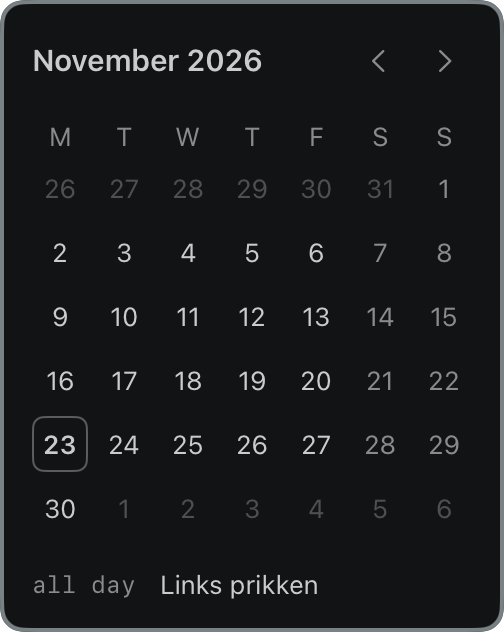 November 2026
M T W T F S S
26 27 28 29 30 31 1
2 3 4 5 6 7 8
9 10 11 12 13 14 15
16 17 18 19 20 21 22
23 24 25 26 27 28 29
30 1 2 3 4 5 6
all day Links prikken